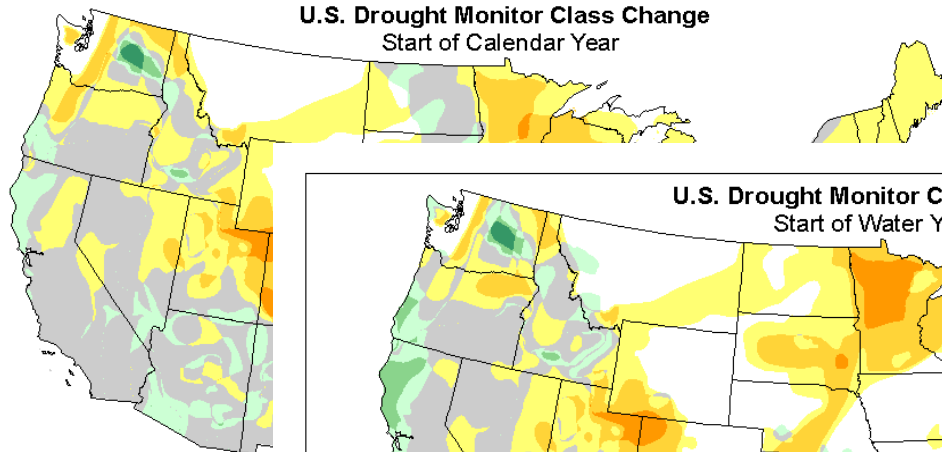 U.S. Drought Monitor Class Change
Start of Calendar Year
U.S. Drought Monitor C
Start of Water Y